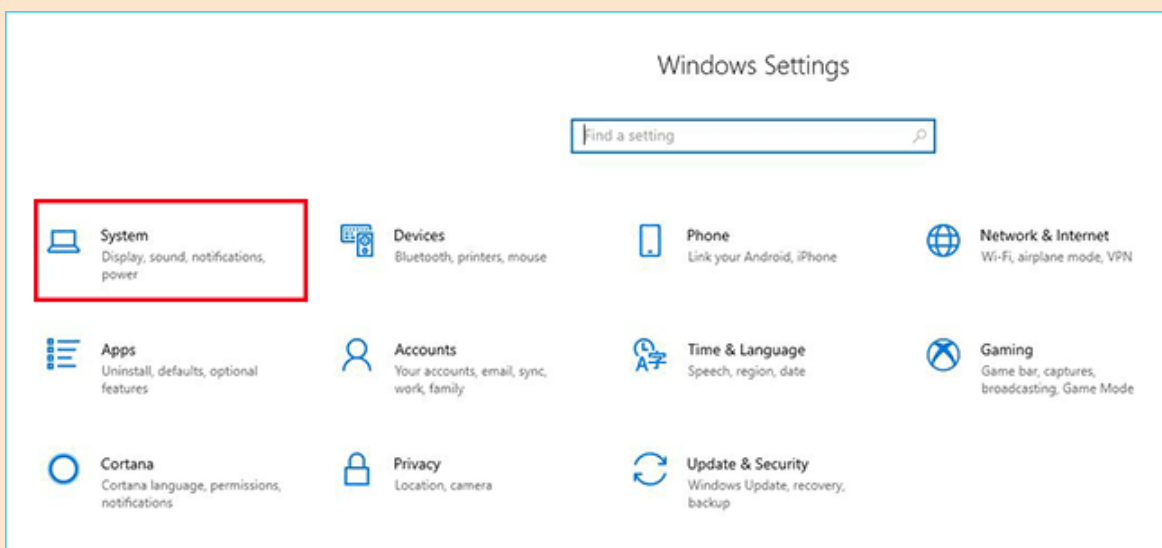 Windows Settings
Find a setting
System
Display, sound, notifications,
power
Devices
Bluetooth, printers, mouse
Phone
Link your Android, iPhone
Network & Internet
Wi-Fi, airplane mode, VPN
Apps
Uninstall, defaults, optional
features
Accounts
Your accounts, email, sync,
work, family
Time & Language
Speech, region, date
Gaming
Game bar, captures,
broadcasting, Game Mode
Cortana
Cortana language, permissions,
notifications
Privacy
Location, camera
Update & Security
Windows Update, recovery,
backup